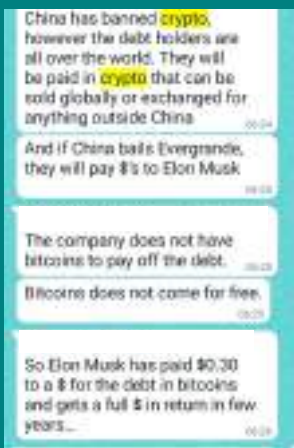 China has banned crypto,
however the debt holders are
all over the world. They will
be paid in crypto that can be
sold globally or exchanged for
anything outside China
And if China bails Evergrande,
they will pay $'s to Elon Musk
The company does not have
bitcoins to pay off the debt.
Bitcoins does not come for free.
So Elon Musk has paid $0.30
to a $ for the debt in bitcoins
and gets a full $ in return in few
years...